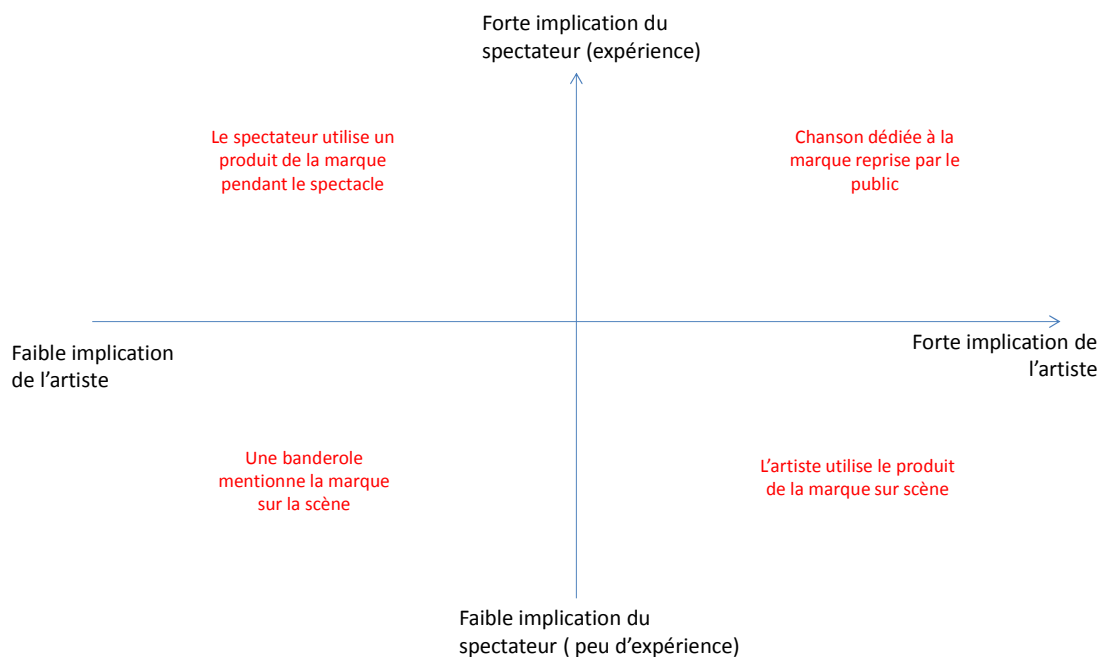 Forte implication du
spectateur (expérience)
Le spectateur utilise un
produit de la marque
pendant le spectacle
Chanson dédiée à la
marque reprise par le
public
Faible implication
de l’artiste
Forte implication de
l’artiste
Une banderole
mentionne la marque
sur la scène
L’artiste utilise le produit
de la marque sur scène
Faible implication du
spectateur ( peu d’expérience)